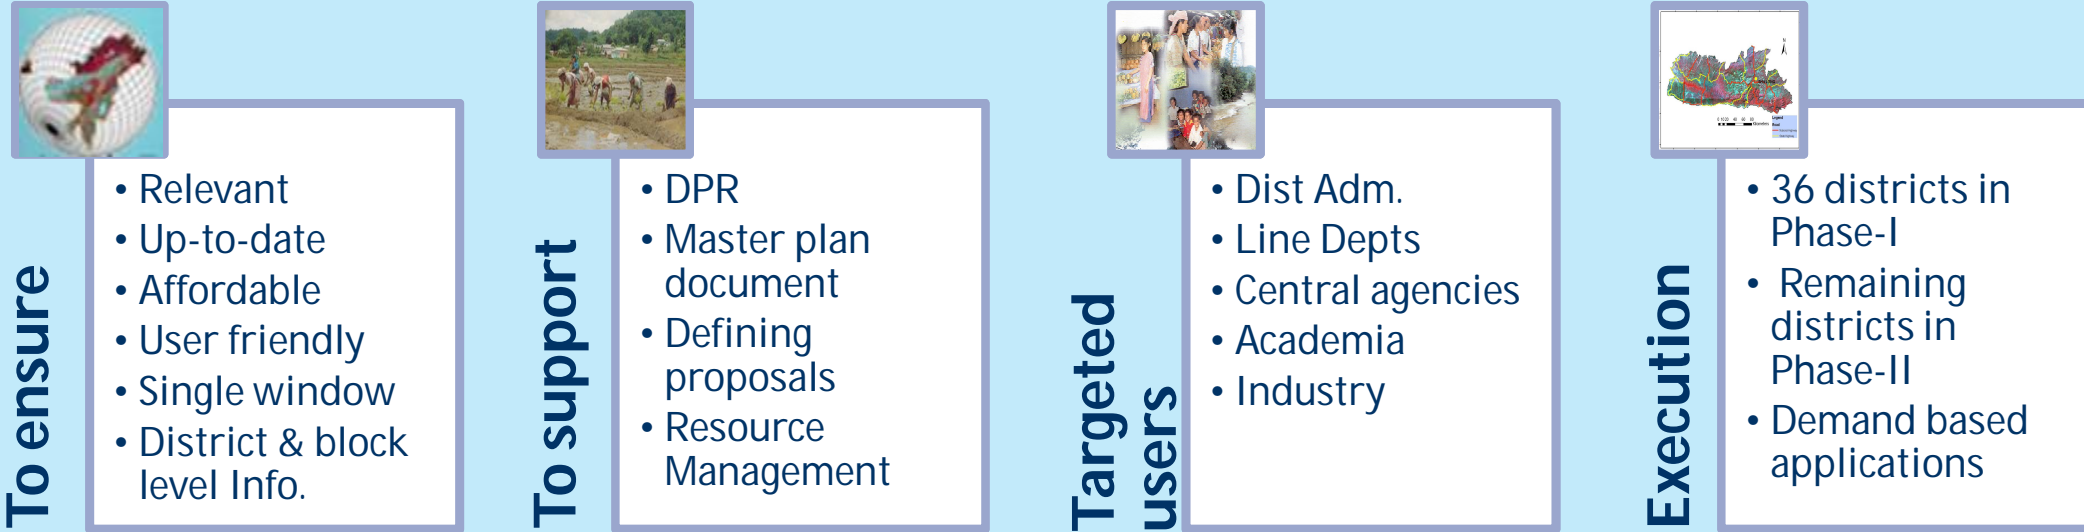 To ensure
• Relevant
• Up-to-date
• Affordable
• User friendly
• Single window
• District & block
level Info.
To support
• DPR
• Master plan
document
• Defining
proposals
• Resource
Management
Targeted
users
• Dist Adm.
• Line Depts
• Central agencies
• Academia
• Industry
Execution
• 36 districts in
Phase-I
• Remaining
districts in
Phase-II
• Demand based
applications